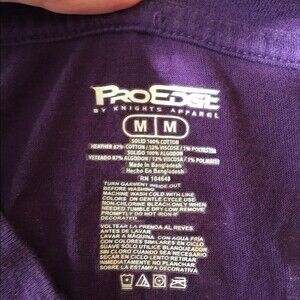 PROEDGE
BY KNIGHTS APPAREL
M M
SOLID 100% COTTON
HEATHER 87% COTTON / 12% VISCOSE / 1% POLYESTER
SOLIDO 100% ALGODON
YETEADO 87% ALGODON / 12% VISCOSA / 1% POLIESTER
Made In Bangladesh
Hecho En Bangladesh
RN 104648
TURN GARMENT INSIDE OUT
BEFORE WASHING
MACHINE WASH COLD WITH LIKE
COLORS ON GENTLE CYCLE USE
NON-CHLORINE BLEACH ONLY WHEN
NEEDED TUMBLE DRY LOW REMOVE
PROMPTLY DO NOT IRON IF
DECORATED
VOLTEAR LA PRENDA AL REVES
ANTES DE LAVAR
LAVAR A MÁQUINA CON AGUA FRIA
CON COLORES SIMILARES EN CICLO
SUAVE SOLO UTILICE BLANQUEADOR
SIN CLORO CUANDO SEA NECESARIO
SECAR EN CICLO LENTO RETIRAR
INMEDIATAMENTE NO PLANCHAR
SOBRE LA ESTAMPA DECORATIVA